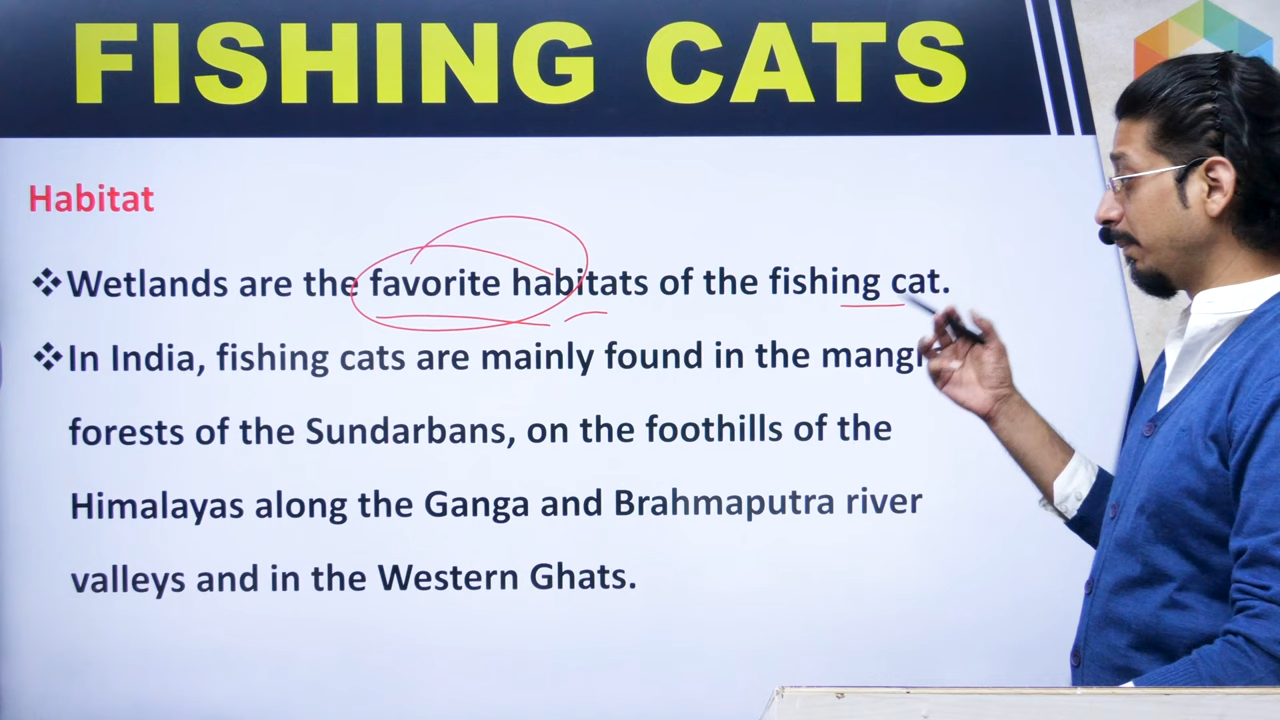 FISHING CATS
Habitat
❖Wetlands are the favorite habitats of the fishing cat.
❖In India, fishing cats are mainly found in the
forests of the Sundarbans, on the foothills of the
Himalayas along the Ganga and Brahmaputra river
valleys and in the Western Ghats.